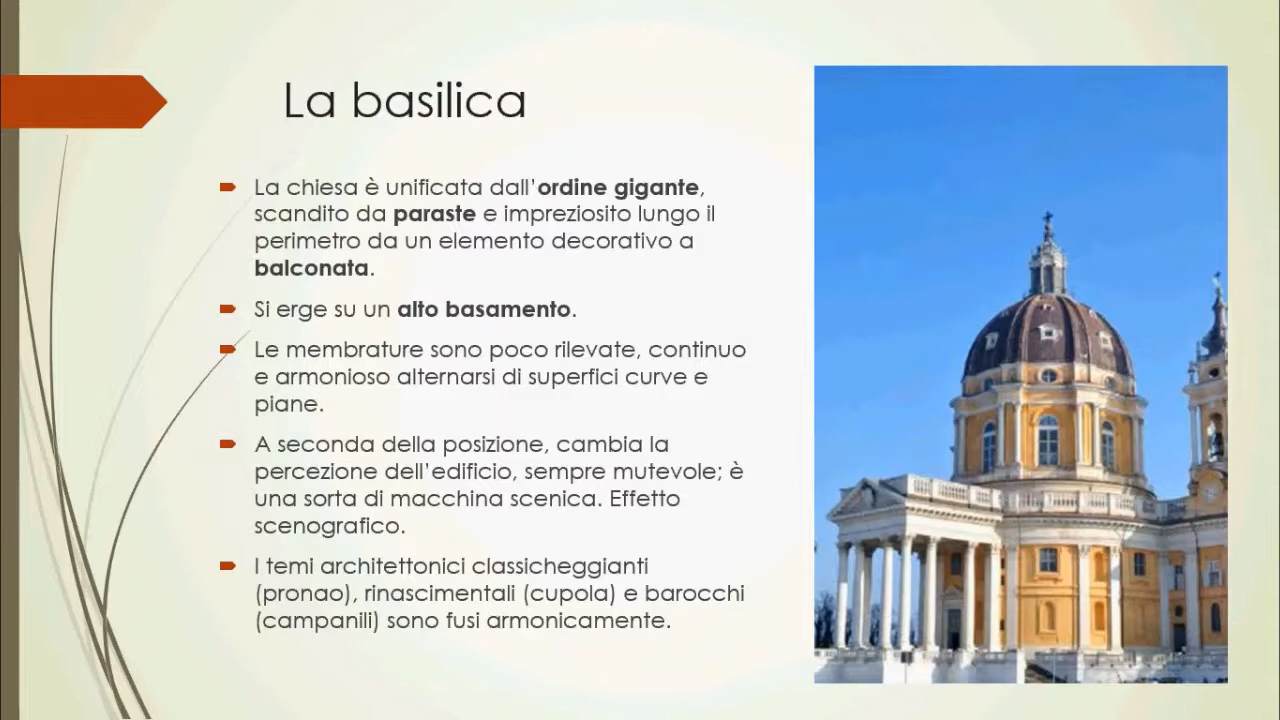 La basilica
La chiesa è unificata dall'ordine gigante,
scandito da paraste e impreziosito lungo il
perimetro da un elemento decorativo a
balconata.
Si erge su un alto basamento.
Le membrature sono poco rilevate, continuo
e armonioso alternarsi di superfici curve e
piane.
A seconda della posizione, cambia la
percezione dell'edificio, sempre mutevole; è
una sorta di macchina scenica. Effetto
scenografico.
I temi architettonici classicheggianti
(pronao), rinascimentali (cupola) e barocchi
(campanili) sono fusi armonicamente.